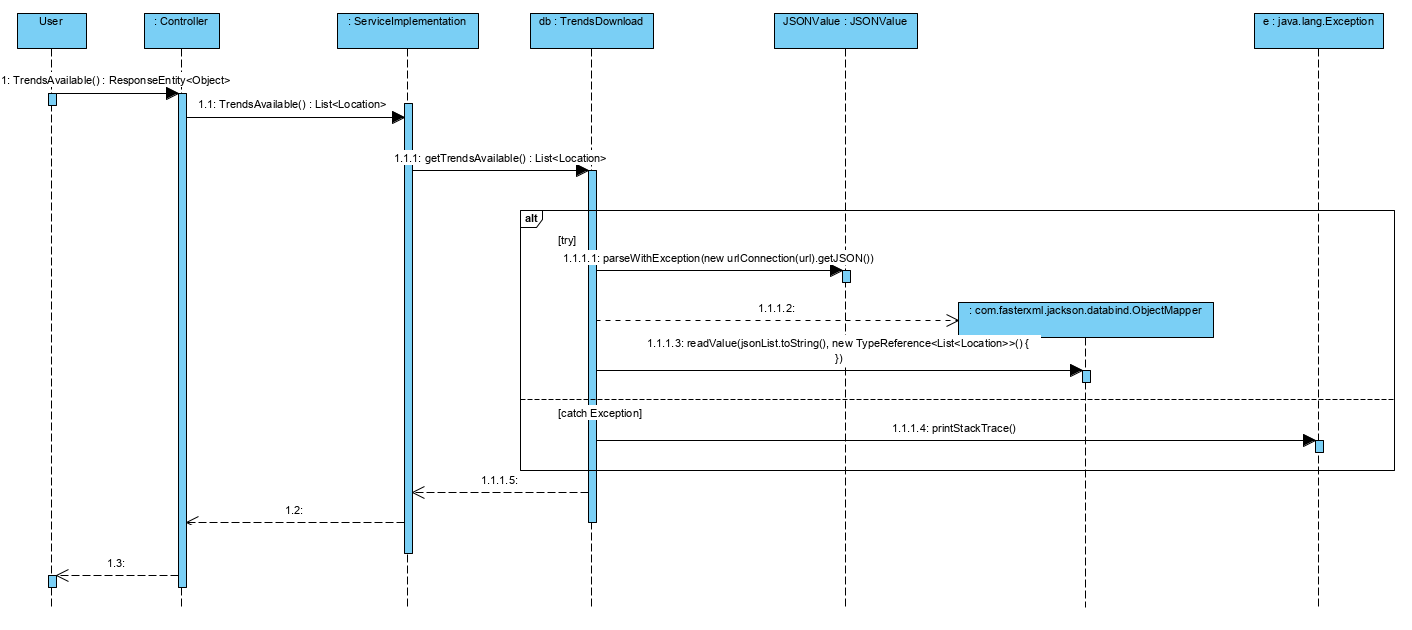 User
: Controller
: ServiceImplementation
db : TrendsDownload
JSONValue : JSONValue
e : java.lang.Exception
1: TrendsAvailable() : ResponseEntity<Object>
1.1: TrendsAvailable() : List<Location>
1.1.1: getTrendsAvailable() : List<Location>
alt
[try]
1.1.1.1: parseWithException(new urlConnection(url).getJSON())
1.1.1.2:
: com.fasterxml.jackson.databind.ObjectMapper
1.1.1.3: readValue(jsonList.toString(), new TypeReference<List<Location>>() {
})
[catch Exception]
1.1.1.4: printStackTrace()
1.1.1.5:
1.2:
1.3: